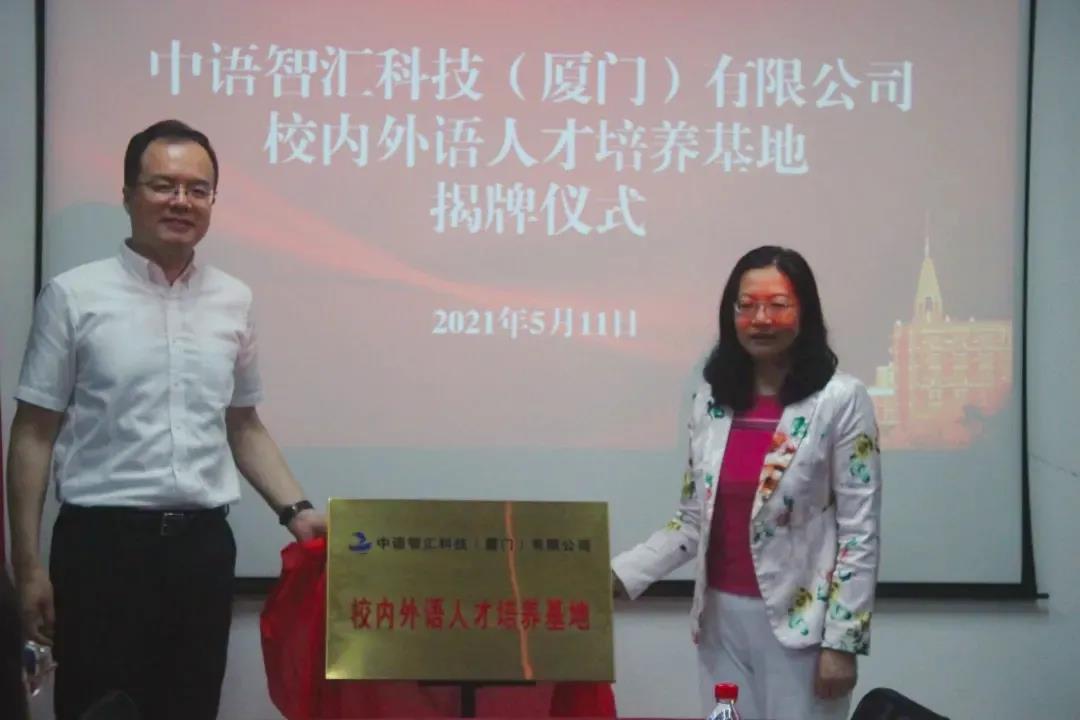 中语智汇科技（厦门）有限公司
校内外语人才培养基地
揭牌仪式
2021年5月11日
中语智汇科技（厦门）有限公司
校内外语人才培养基地